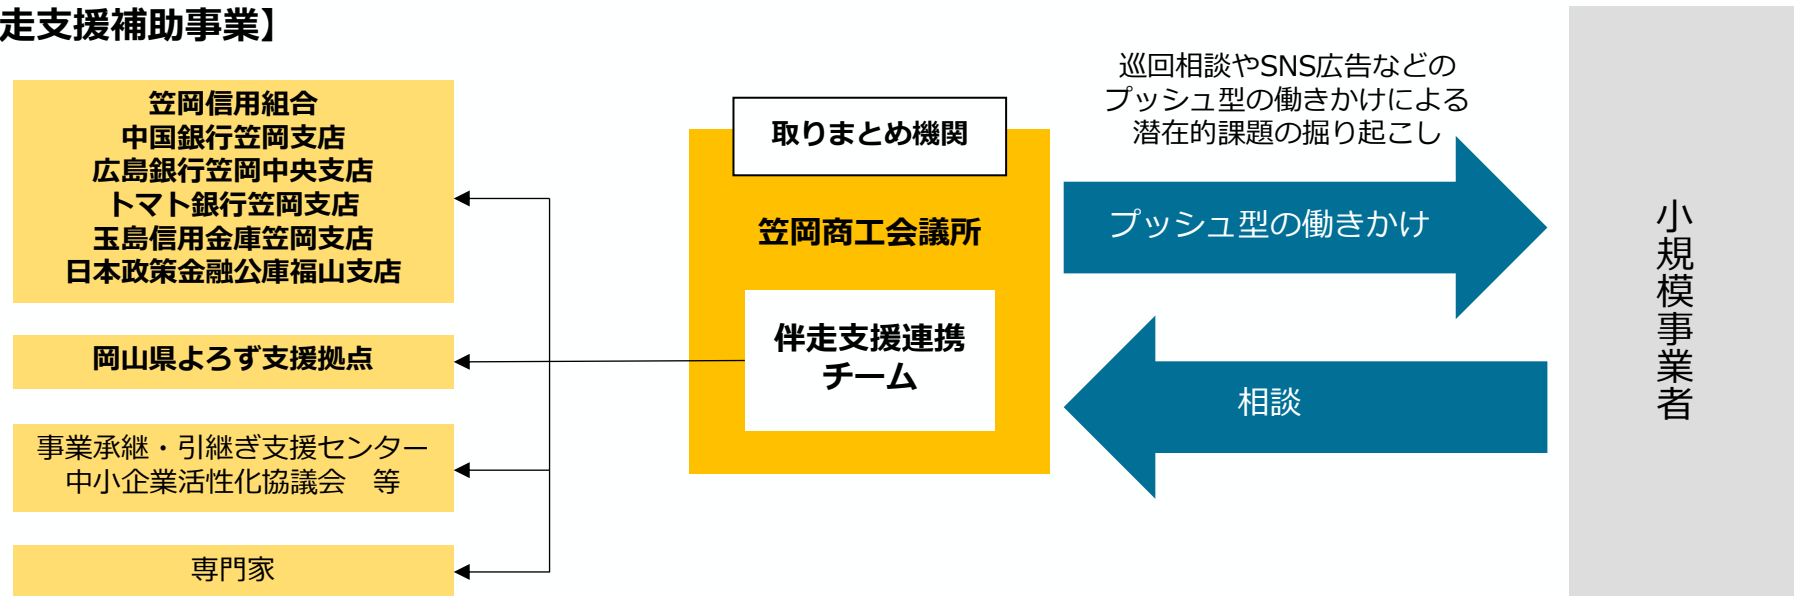 走支援補助事業】
笠岡信用組合
中国銀行笠岡支店
広島銀行笠岡中央支店
トマト銀行笠岡支店
玉島信用金庫笠岡支店
日本政策金融公庫福山支店
岡山県よろず支援拠点
事業承継・引継ぎ支援センター
中小企業活性化協議会　等
専門家
取りまとめ機関
笠岡商工会議所
伴走支援連携
チーム
巡回相談やSNS広告などの
プッシュ型の働きかけによる
潜在的課題の掘り起こし
プッシュ型の働きかけ
相談
小規模事業者